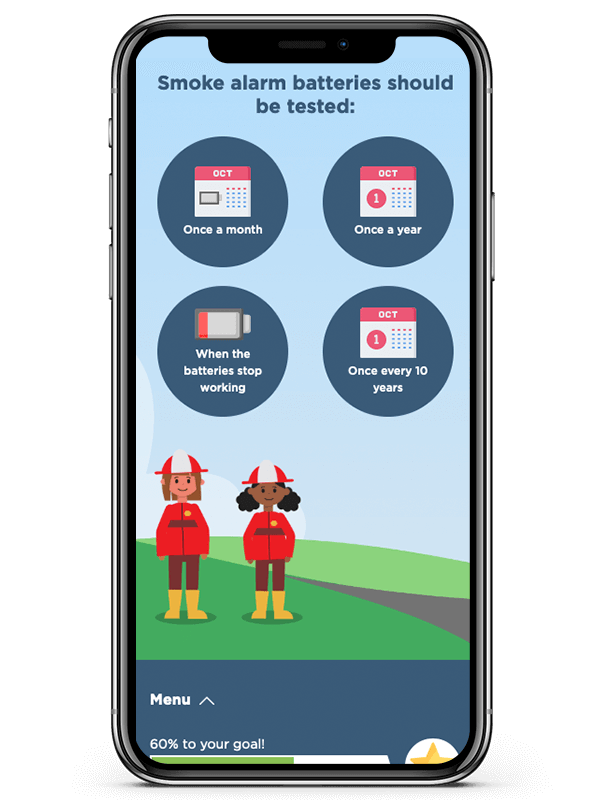 Smoke alarm batteries should
be tested:
OCT
Once a month
OCT
1
Once a year
When the
batteries stop
working
OCT
1
Once every 10
years
Menu
60% to your goal!